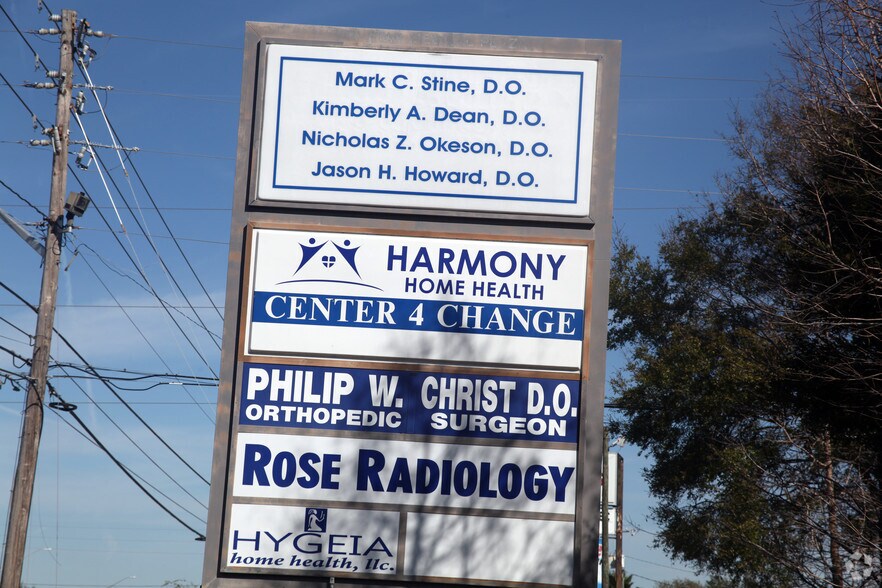 Mark C. Stine, D.O.
Kimberly A. Dean, D.O.
Nicholas Z. Okeson, D.O.
Jason H. Howard, D.O.
HARMONY
HOME HEALTH
CENTER 4 CHANGE
PHILIP W. CHRIST D.O.
ORTHOPEDIC SURGEON
ROSE RADIOLOGY
HYGEIA
home health, llc.